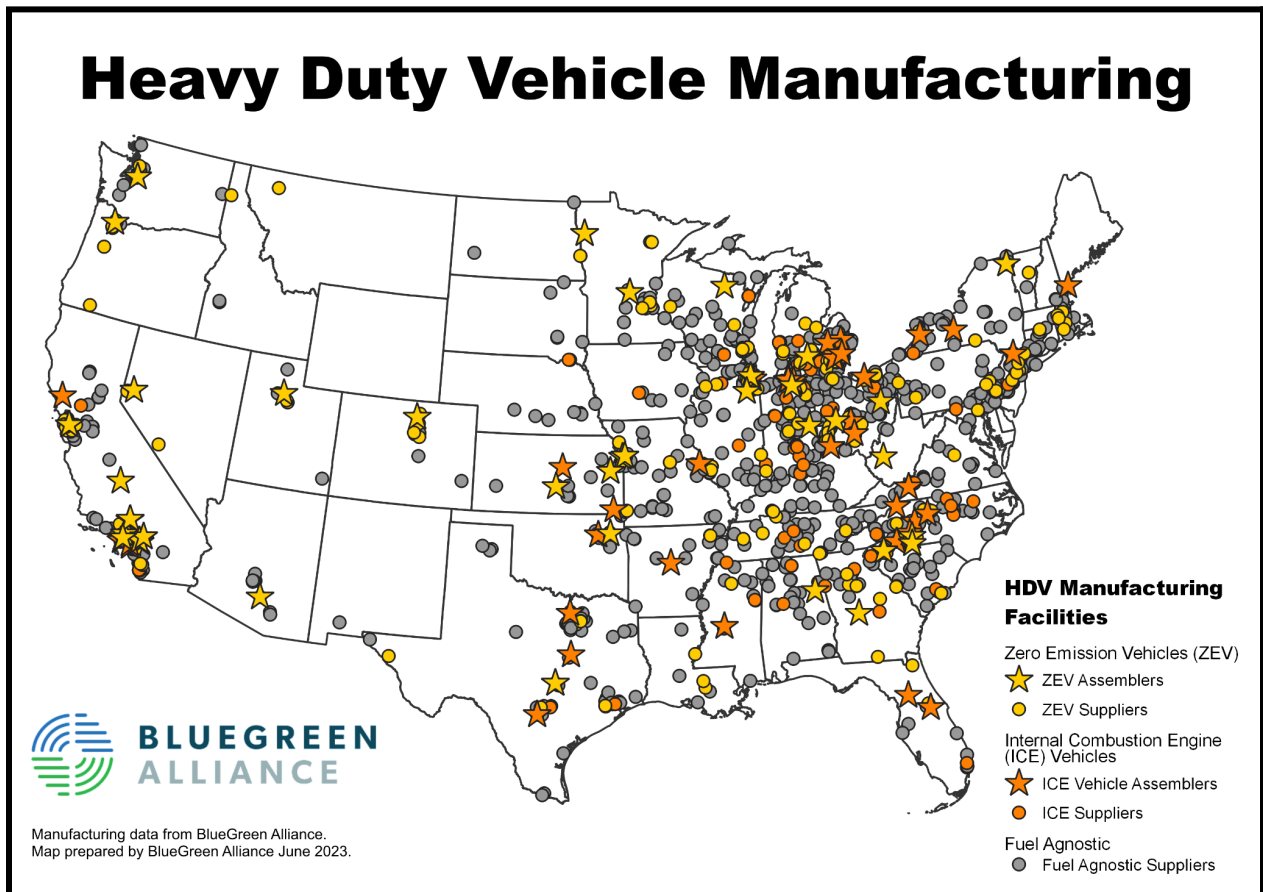 Heavy Duty Vehicle Manufacturing
HDV Manufacturing
Facilities
Zero Emission Vehicles (ZEV)
ZEV Assemblers
ZEV Suppliers
Internal Combustion Engine
(ICE) Vehicles
ICE Vehicle Assemblers
ICE Suppliers
Fuel Agnostic
Fuel Agnostic Suppliers
BLUEGREEN
ALLIANCE
Manufacturing data from BlueGreen Alliance.
Map prepared by BlueGreen Alliance June 2023.